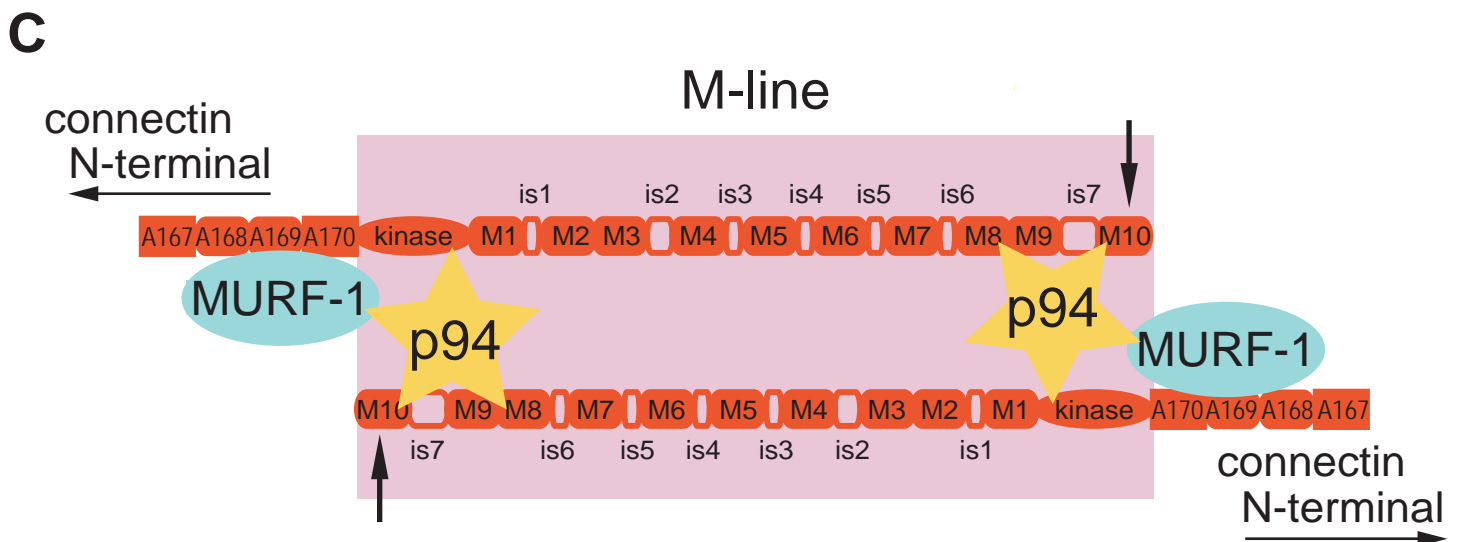 C
M-line
connectin
N-terminal
is1 is2 is3 is4 is5 is6 is7
A167 A168 A169 A170 kinase M1 M2 M3 M4 M5 M6 M7 M8 M9 M10
MURF-1 p94 p94 MURF-1
M10 M9 M8 M7 M6 M5 M4 M3 M2 M1 kinase A170 A169 A168 A167
is7 is6 is5 is4 is3 is2 is1
connectin
N-terminal